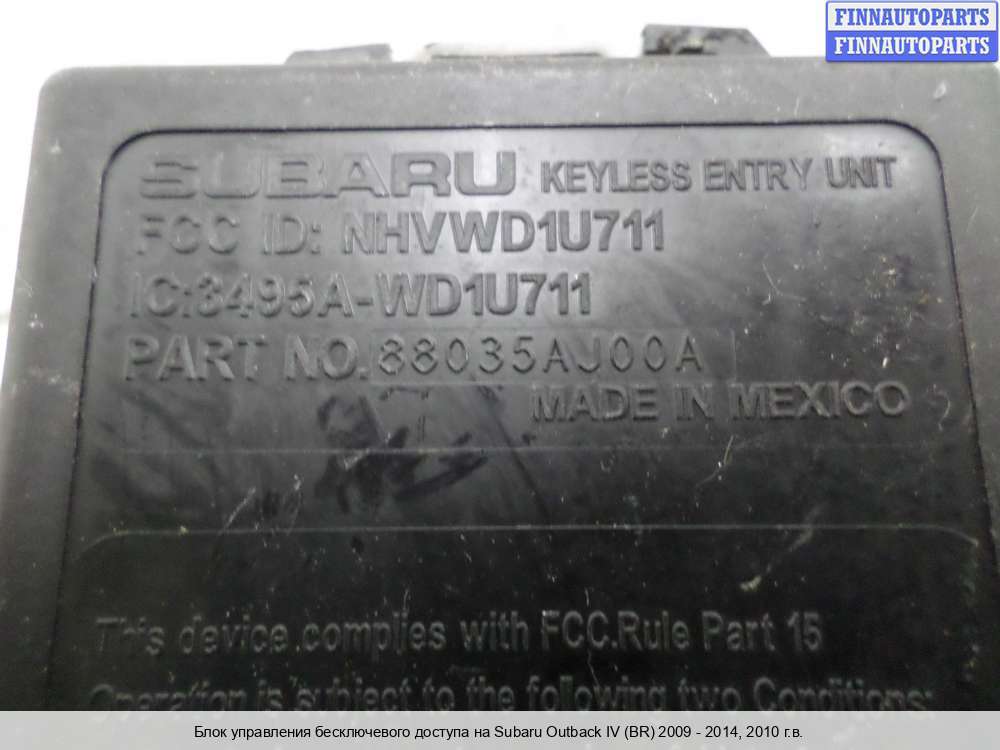 FINNAUTOPARTS
FINNAUTOPARTS
SUBARU KEYLESS ENTRY UNIT
FCC ID: NHVWD1U711
IC:3495A-WD1U711
PART NO. 88035AJ00A
MADE IN MEXICO
This device complies with FCC.Rule Part 15
Operation is subject to the following two Conditions:
Блок управления бесключевого доступа на Subaru Outback IV (BR) 2009 - 2014, 2010 г.в.